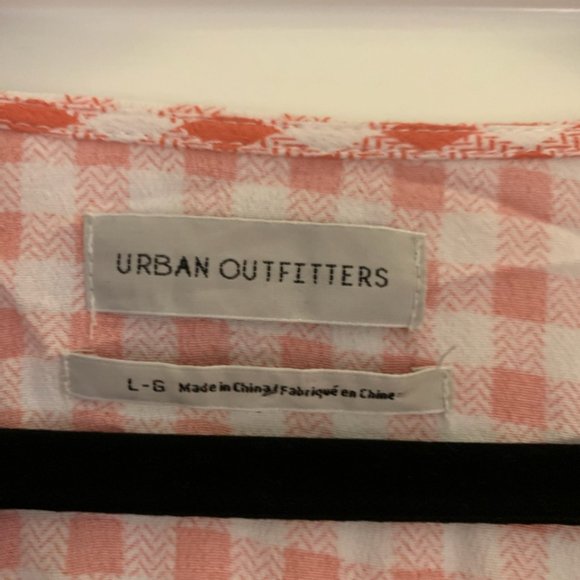 URBAN OUTFITTERS
L-G Made in China/Fabriqué en Chine